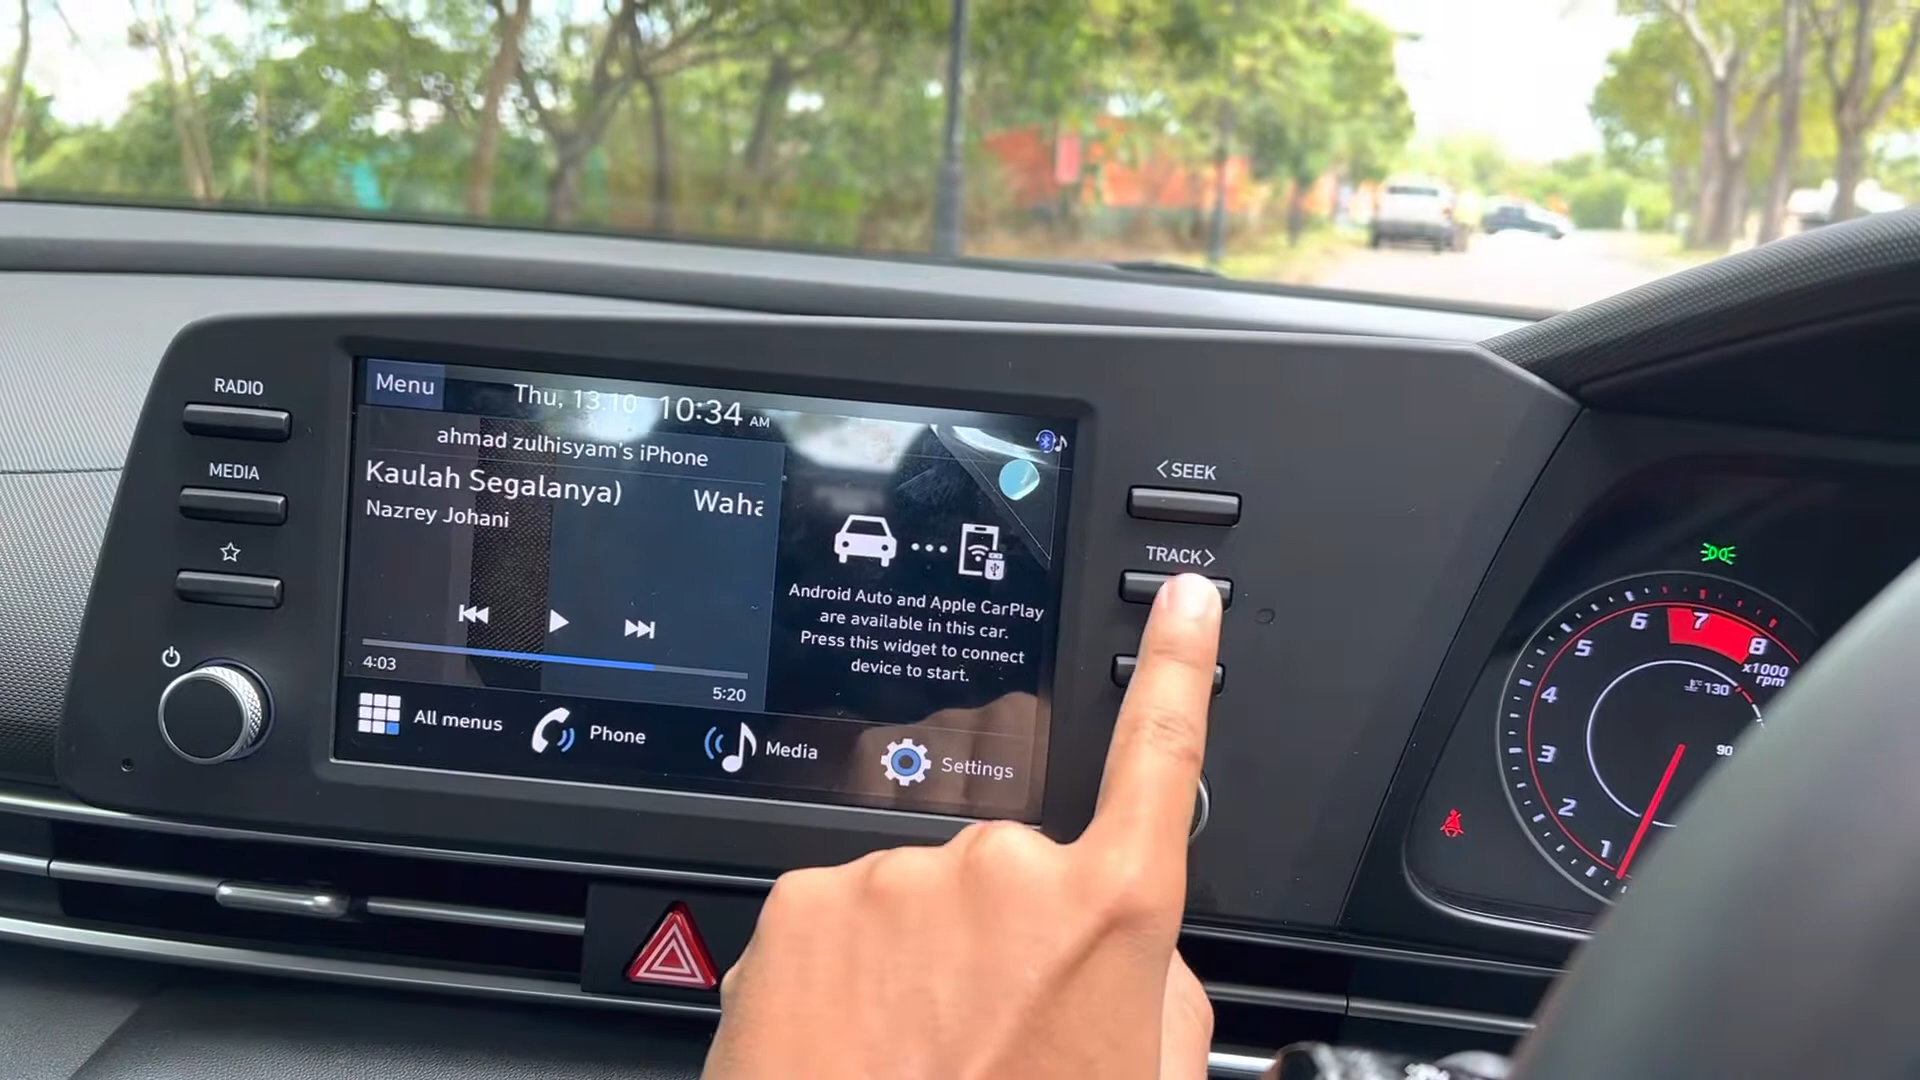 RADIO
MEDIA
Menu
Thu, 13.10 10:34 AM
ahmad zulhisyam's iPhone
Kaulah Segalanya) Waha
Nazrey Johani
4:03
5:20
Android Auto and Apple CarPlay
are available in this car.
Press this widget to connect
device to start.
All menus
Phone
Media
Settings
<SEEK
TRACK>
1
2
3
4
5
6
7
8
x1000
rpm
130
90